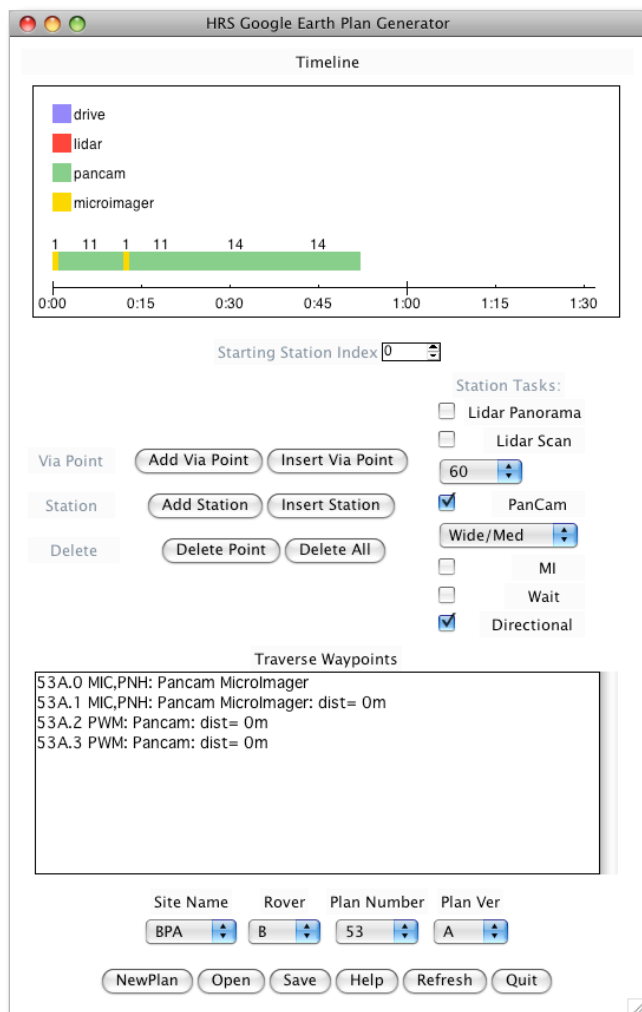 HRS Google Earth Plan Generator
Timeline
drive
lidar
pancam
microimager
1 11 1 11 14 14
0:00 0:15 0:30 0:45 1:00 1:15 1:30
Starting Station Index 0
Station Tasks:
Lidar Panorama
Lidar Scan
Via Point Add Via Point Insert Via Point
60
Station Add Station Insert Station
PanCam
Wide/Med
Delete Delete Point Delete All
MI
Wait
Directional
Traverse Waypoints
53A.0 MIC,PNH: Pancam MicroImager
53A.1 MIC,PNH: Pancam MicroImager: dist= 0m
53A.2 PWM: Pancam: dist= 0m
53A.3 PWM: Pancam: dist= 0m
Site Name Rover Plan Number Plan Ver
BPA B 53 A
NewPlan Open Save Help Refresh Quit